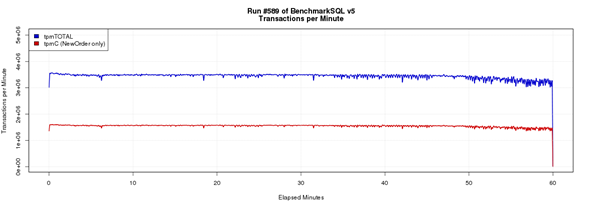 Run #589 of BenchmarkSQL v5
Transactions per Minute
tpmTOTAL
tpmC (NewOrder only)
Transactions per Minute
5e+06
4e+06
3e+06
2e+06
1e+06
0e+00
0
10
20
30
40
50
60
Elapsed Minutes